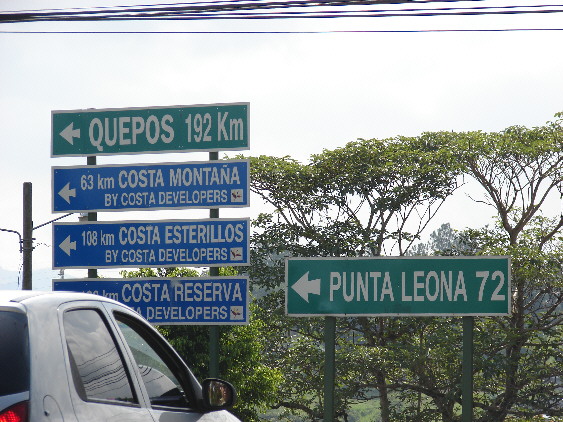 QUEPOS 192 Km
63 km COSTA MONTANA
BY COSTA DEVELOPERS
108 km COSTA ESTERILLOS
BY COSTA DEVELOPERS
km COSTA RESERVA
DEVELOPERS
PUNTA LEONA 72